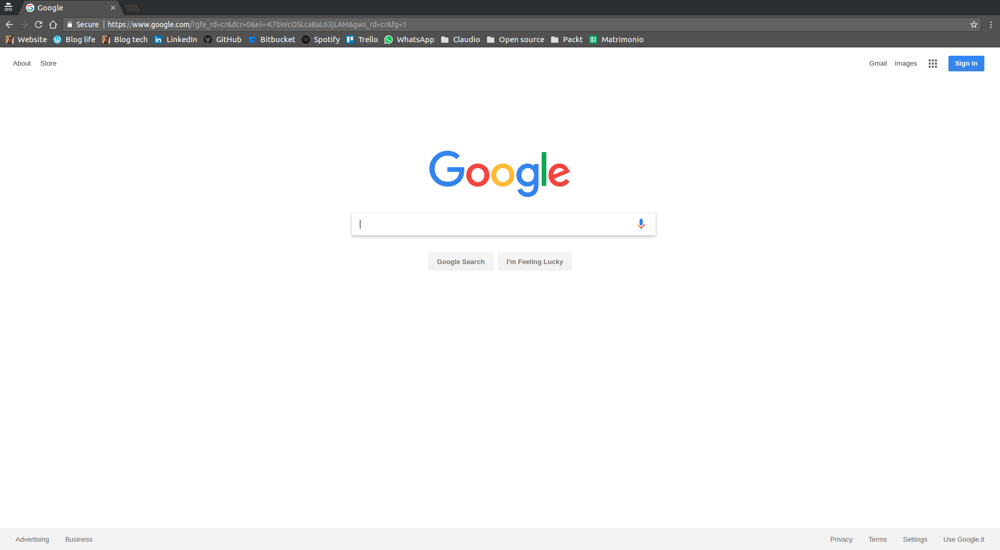 Google
Secure https://www.google.com/?gfe_rd=cr&dcr=0&ei=-K7bWcOSLcaBaL63jLAM&gws_rd=cr&fg=1
Website Blog life Blog tech LinkedIn GitHub Bitbucket Spotify Trello WhatsApp Claudio Open source Packt Matrimonio
About Store Gmail Images Sign in
Google
Google Search I'm Feeling Lucky
Advertising Business Privacy Terms Settings Use Google.it